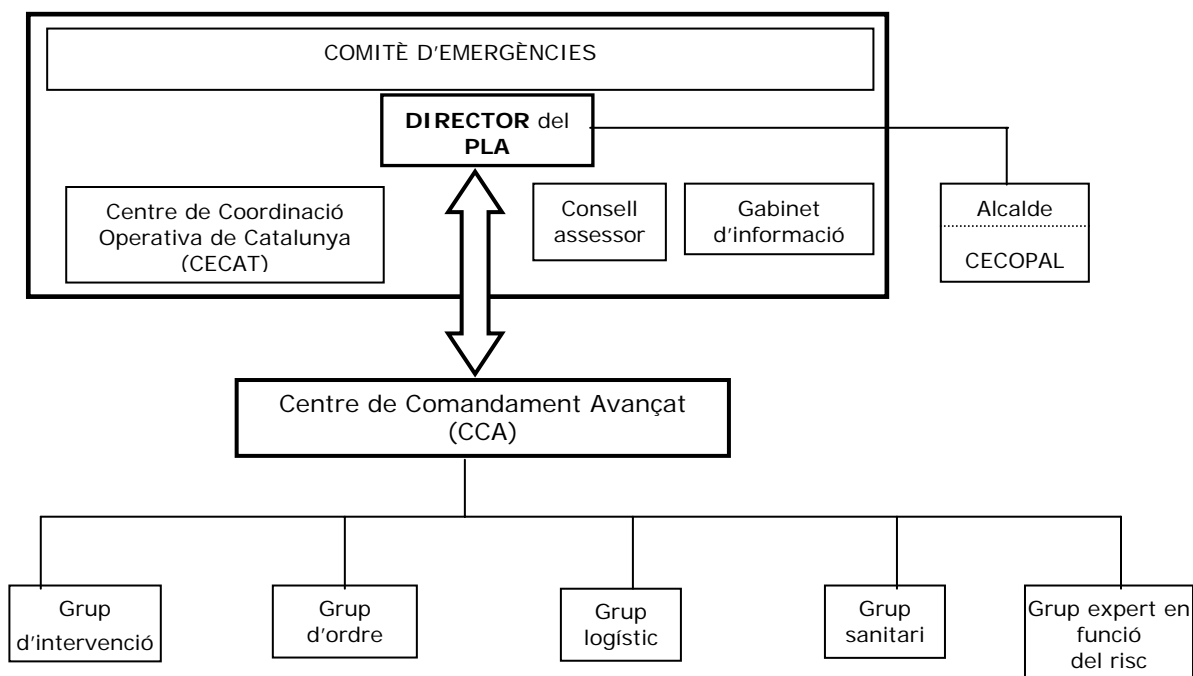 COMITÈ D'EMERGÈNCIES
DIRECTOR del
PLA
Centre de Coordinació
Operativa de Catalunya
(CECAT)
Consell
assessor
Gabinet
d'informació
Alcalde
CECOPAL
Centre de Comandament Avançat
(CCA)
Grup
d'intervenció
Grup
d'ordre
Grup
logístic
Grup
sanitari
Grup expert en
funció
del risc